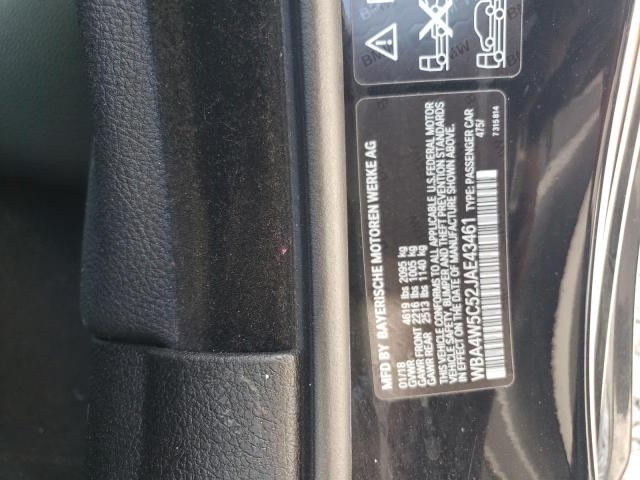 MFD BY BAYERISCHE MOTOREN WERKE AG
01/18
GVWR 4619 lbs 2095 kg
GAWR FRONT 2216 lbs 1005 kg
GAWR REAR 2513 lbs 1140 kg
THIS VEHICLE CONFORMS TO ALL APPLICABLE U.S FEDERAL MOTOR
VEHICLE SAFETY, BUMPER AND THEFT PREVENTION STANDARDS
IN EFFECT ON THE DATE OF MANUFACTURE SHOWN ABOVE.
WBA4W5C52JAE43461 TYPE: PASSENGER CAR
475/
7315814
BMW